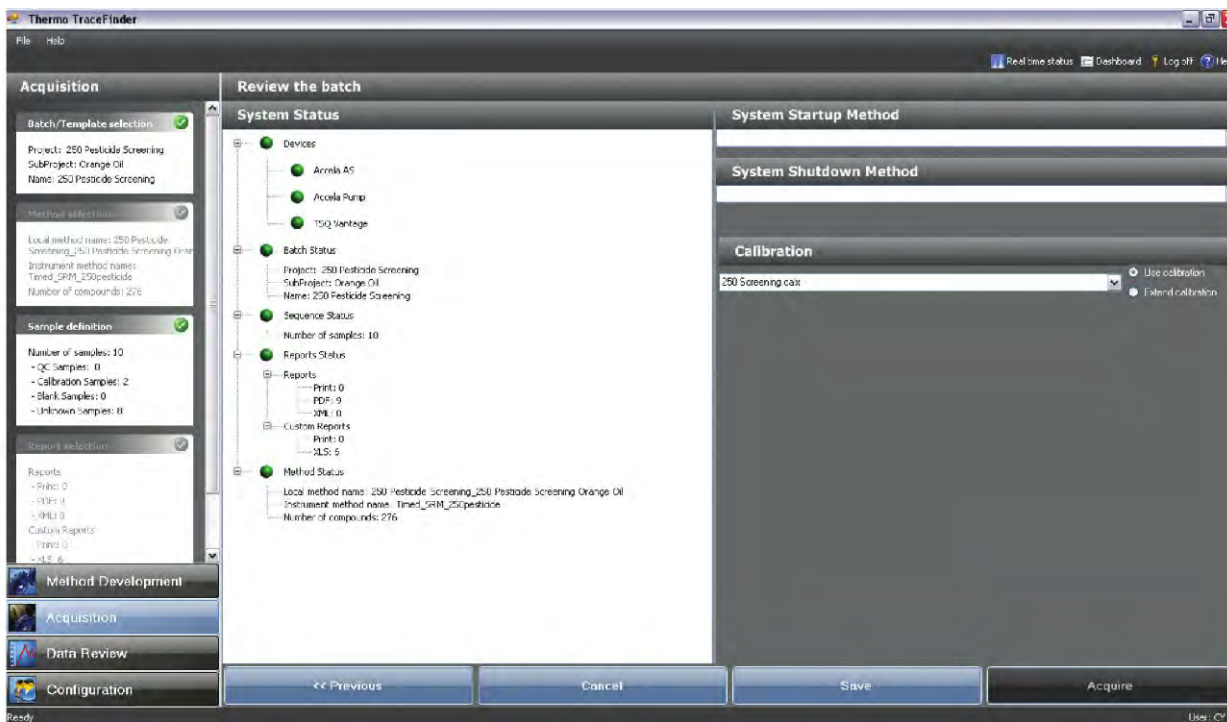 Thermo TraceFinder
File Help
Real time status Dashboard Log off He
Acquisition
Batch/Template selection
Project: 250 Pesticide Screening
SubProject: Orange Oil
Name: 250 Pesticide Screening
Method selection
Local method name: 250 Pesticide
Screening_250 Pesticide Screening Oran
Instrument method name:
Timed_SRM_250pesticide
Number of compounds: 276
Sample definition
Number of samples: 10
- QC Samples: 0
- Calibration Samples: 2
- Blank Samples: 0
- Unknown Samples: 8
Report selection
Reports
- Print: 0
- PDF: 9
- XML: 0
Custom Reports
- Print: 0
- XLS: 6
Method Development
Acquisition
Data Review
Configuration
Review the batch
System Status
Devices
Accela AS
Accela Pump
TSQ Vantage
Batch Status
Project: 250 Pesticide Screening
SubProject: Orange Oil
Name: 250 Pesticide Screening
Sequence Status
Number of samples: 10
Reports Status
Reports
Print: 0
PDF: 9
XML: 0
Custom Reports
Print: 0
XLS: 6
Method Status
Local method name: 250 Pesticide Screening_250 Pesticide Screening Orange Oil
Instrument method name: Timed_SRM_250pesticide
Number of compounds: 276
System Startup Method
System Shutdown Method
Calibration
250 Screening.calx
Use calibration
Extend calibration
<< Previous Cancel Save Acquire
Ready
User: